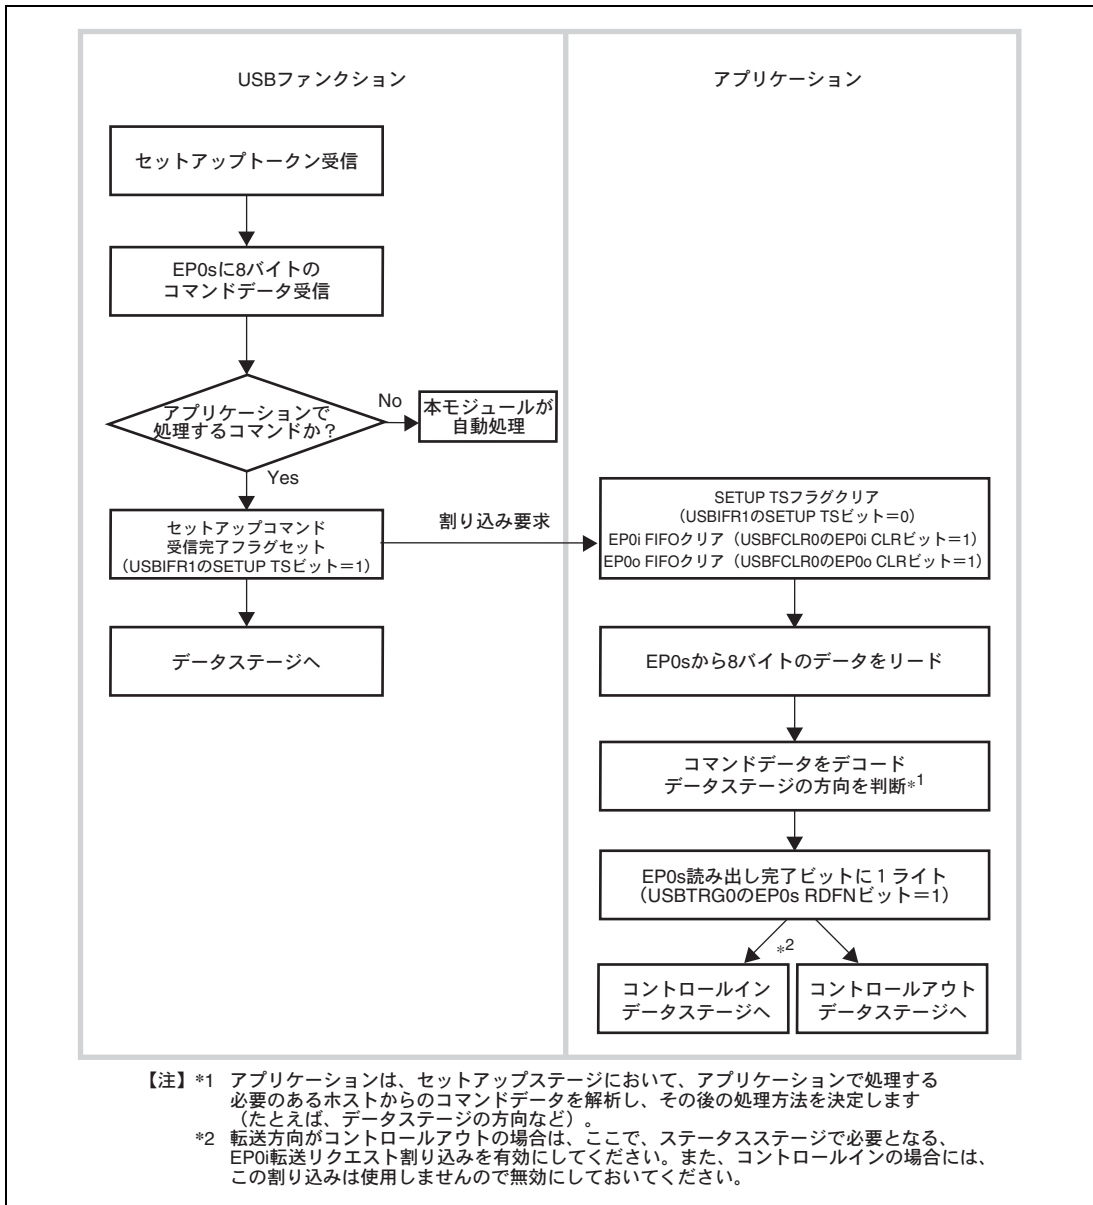 USBファンクション
アプリケーション
セットアップトークン受信
EP0sに8バイトの
コマンドデータ受信
アプリケーションで
処理するコマンドか？
No
本モジュールが
自動処理
Yes
セットアップコマンド
受信完了フラグセット
（USBIFR1のSETUP TSビット＝1）
割り込み要求
データステージへ
SETUP TSフラグクリア
（USBIFR1のSETUP TSビット＝0）
EP0i FIFOクリア（USBFCLR0のEP0i CLRビット＝1）
EP0o FIFOクリア（USBFCLR0のEP0o CLRビット＝1）
EP0sから8バイトのデータをリード
コマンドデータをデコード
データステージの方向を判断*1
EP0s読み出し完了ビットに１ライト
（USBTRG0のEP0s RDFNビット＝1）
*2
コントロールイン
データステージへ
コントロールアウト
データステージへ
【注】*1 アプリケーションは、セットアップステージにおいて、アプリケーションで処理する
必要のあるホストからのコマンドデータを解析し、その後の処理方法を決定します
（たとえば、データステージの方向など）。
*2 転送方向がコントロールアウトの場合は、ここで、ステータスステージで必要となる、
EP0i転送リクエスト割り込みを有効にしてください。また、コントロールインの場合には、
この割り込みは使用しませんので無効にしておいてください。